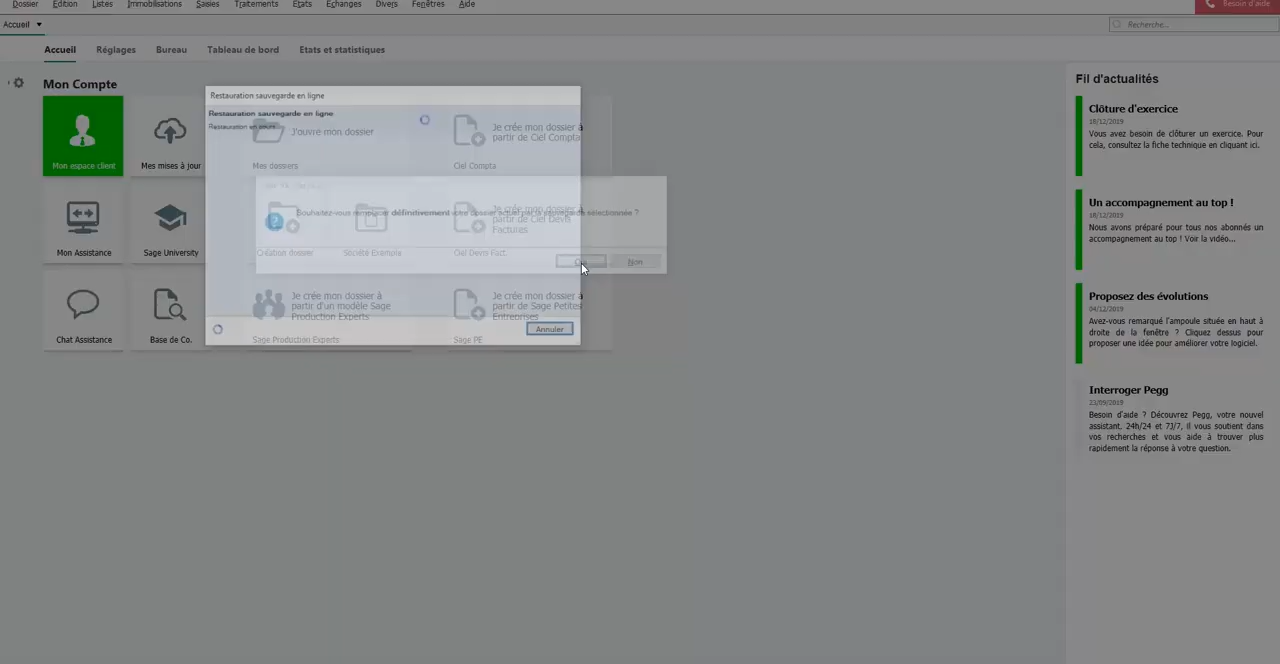 Dossier Edition Listes Immobilisations Saisies Traitements Etats Echanges Divers Fenêtres Aide
Besoin d'aide
Accueil
Recherche...
Accueil Réglages Bureau Tableau de bord Etats et statistiques
Mon Compte
Mon espace client
Mes mises à jour
Mon Assistance
Sage University
Chat Assistance
Base de Co.
Restauration sauvegarde en ligne
Restauration sauvegarde en ligne
Restauration en cours
J'ouvre mon dossier
Mes dossiers
Je crée mon dossier à
partir de Ciel Compta
Ciel Compta
Souhaitez-vous remplacer définitivement votre dossier actuel par la sauvegarde sélectionnée ?
Je crée mon dossier à
partir de Ciel Devis
Factures
Création dossier
Société Exemple
Ciel Devis Fact.
Oui
Non
Je crée mon dossier à
partir d'un modèle Sage
Production Experts
Sage Production Experts
Je crée mon dossier à
partir de Sage Petites
Entreprises
Sage PE
Annuler
Fil d'actualités
Clôture d'exercice
18/12/2019
Vous avez besoin de clôturer un exercice. Pour
cela, consultez la fiche technique en cliquant ici.
Un accompagnement au top !
18/12/2019
Nous avons préparé pour tous nos abonnés un
accompagnement au top ! Voir la vidéo...
Proposez des évolutions
04/12/2019
Avez-vous remarqué l'ampoule située en haut à
droite de la fenêtre ? Cliquez dessus pour
proposer une idée pour améliorer votre logiciel.
Interroger Pegg
23/09/2019
Besoin d'aide ? Découvrez Pegg, votre nouvel
assistant. 24h/24 et 7J/7, il vous soutient dans
vos recherches et vous aide à trouver plus
rapidement la réponse à votre question.